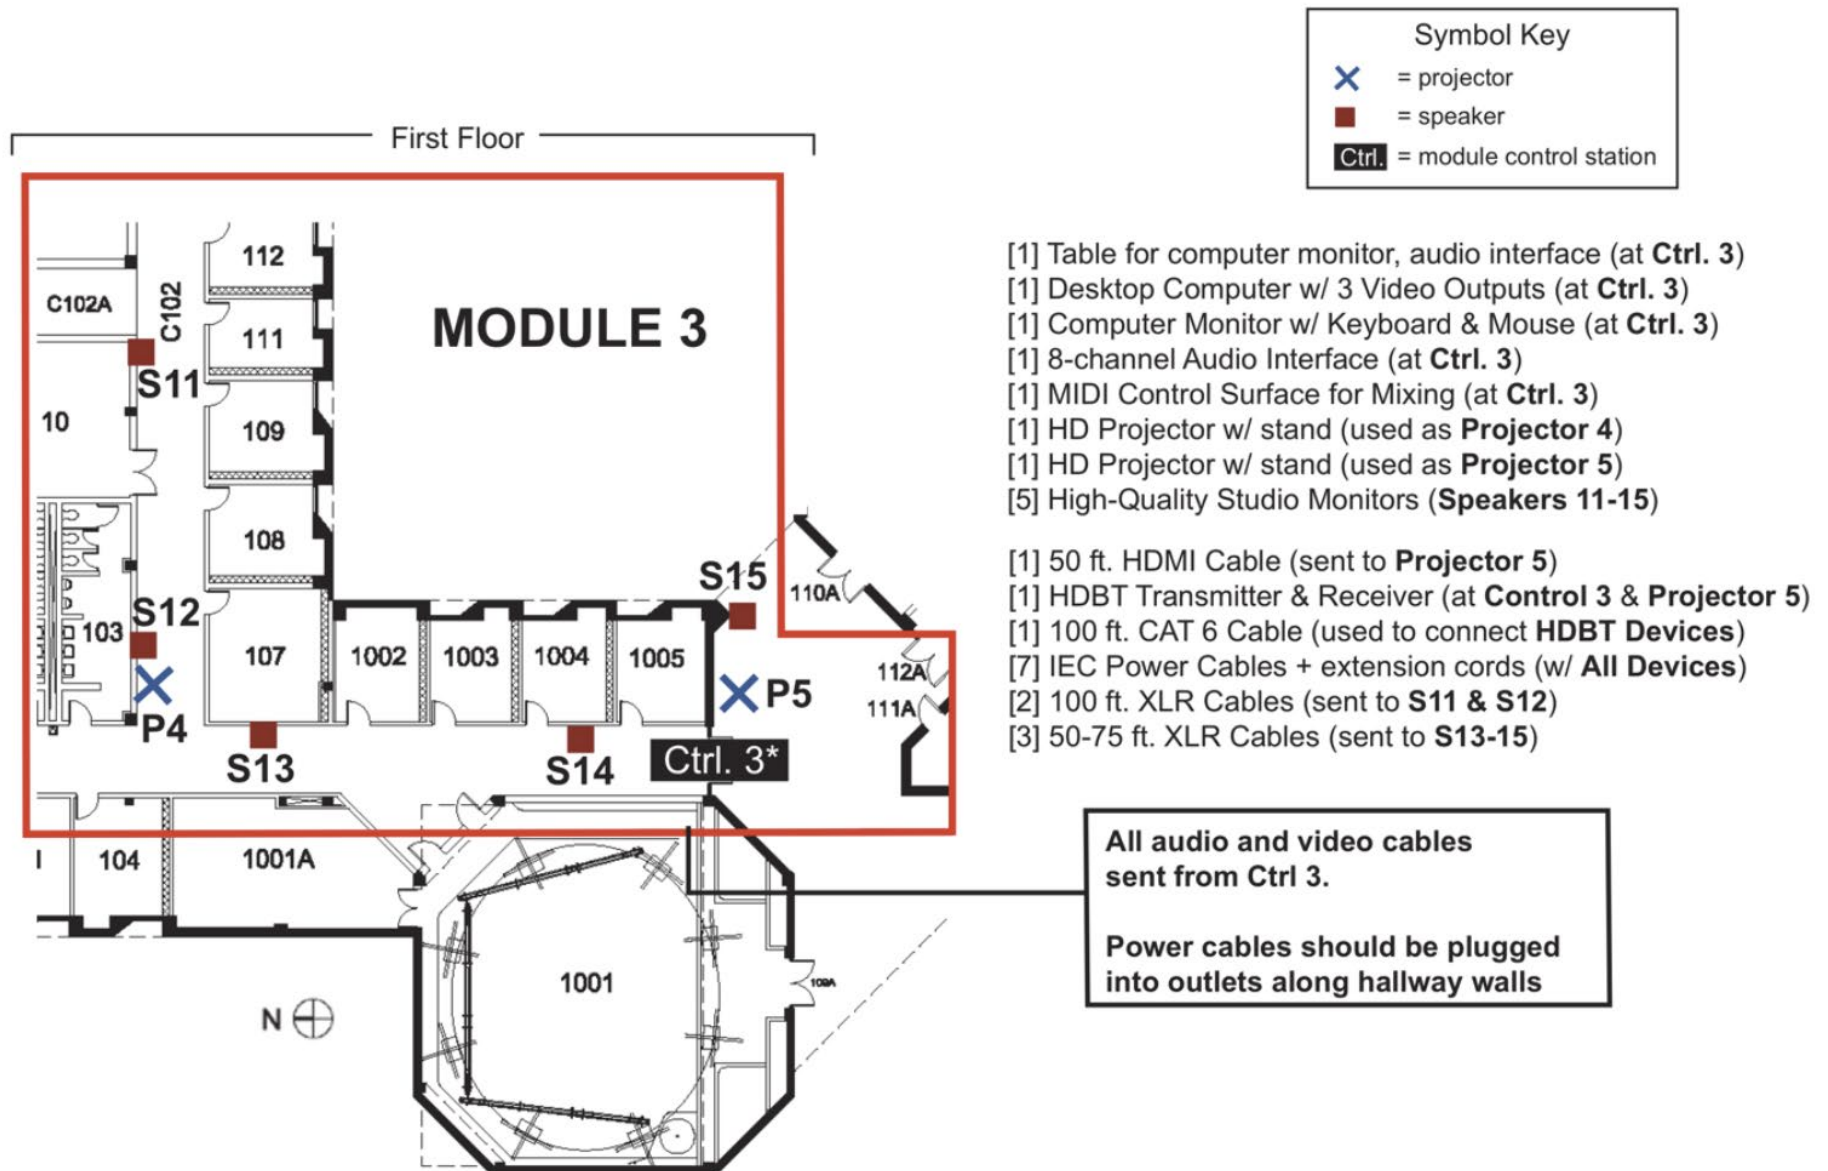 Symbol Key
= projector
= speaker
Ctrl. = module control station
First Floor
MODULE 3
112
C102A
C102
111
S11
10
109
108
S15
110A
S12
103
107
1002
1003
1004
1005
112A
P5
111A
P4
S13
S14
Ctrl. 3*
104
1001A
1001
109A
N
[1] Table for computer monitor, audio interface (at Ctrl. 3)
[1] Desktop Computer w/ 3 Video Outputs (at Ctrl. 3)
[1] Computer Monitor w/ Keyboard & Mouse (at Ctrl. 3)
[1] 8-channel Audio Interface (at Ctrl. 3)
[1] MIDI Control Surface for Mixing (at Ctrl. 3)
[1] HD Projector w/ stand (used as Projector 4)
[1] HD Projector w/ stand (used as Projector 5)
[5] High-Quality Studio Monitors (Speakers 11-15)
[1] 50 ft. HDMI Cable (sent to Projector 5)
[1] HDBT Transmitter & Receiver (at Control 3 & Projector 5)
[1] 100 ft. CAT 6 Cable (used to connect HDBT Devices)
[7] IEC Power Cables + extension cords (w/ All Devices)
[2] 100 ft. XLR Cables (sent to S11 & S12)
[3] 50-75 ft. XLR Cables (sent to S13-15)
All audio and video cables
sent from Ctrl 3.
Power cables should be plugged
into outlets along hallway walls